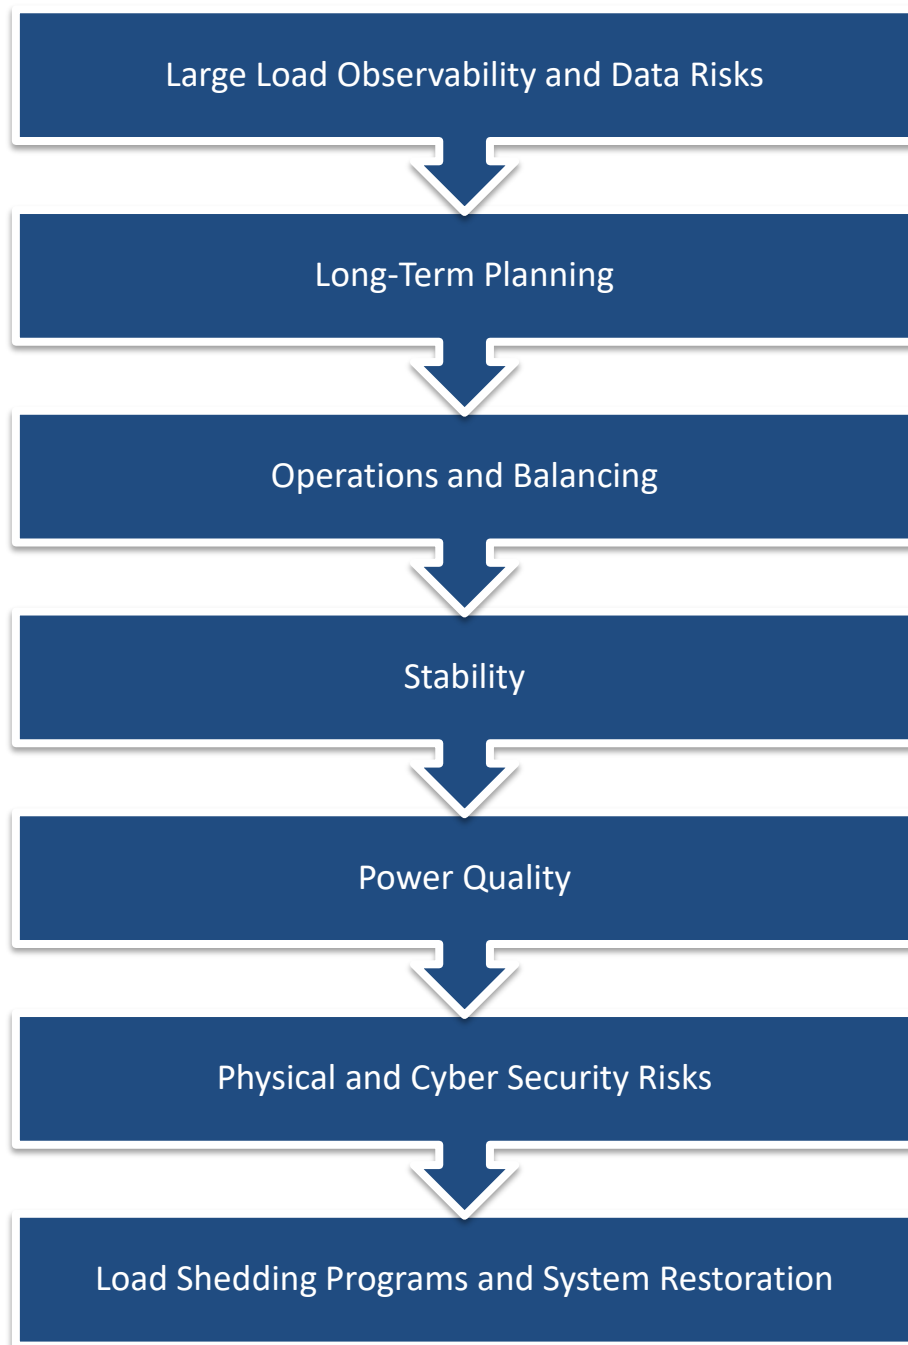 Large Load Observability and Data Risks
Long-Term Planning
Operations and Balancing
Stability
Power Quality
Physical and Cyber Security Risks
Load Shedding Programs and System Restoration